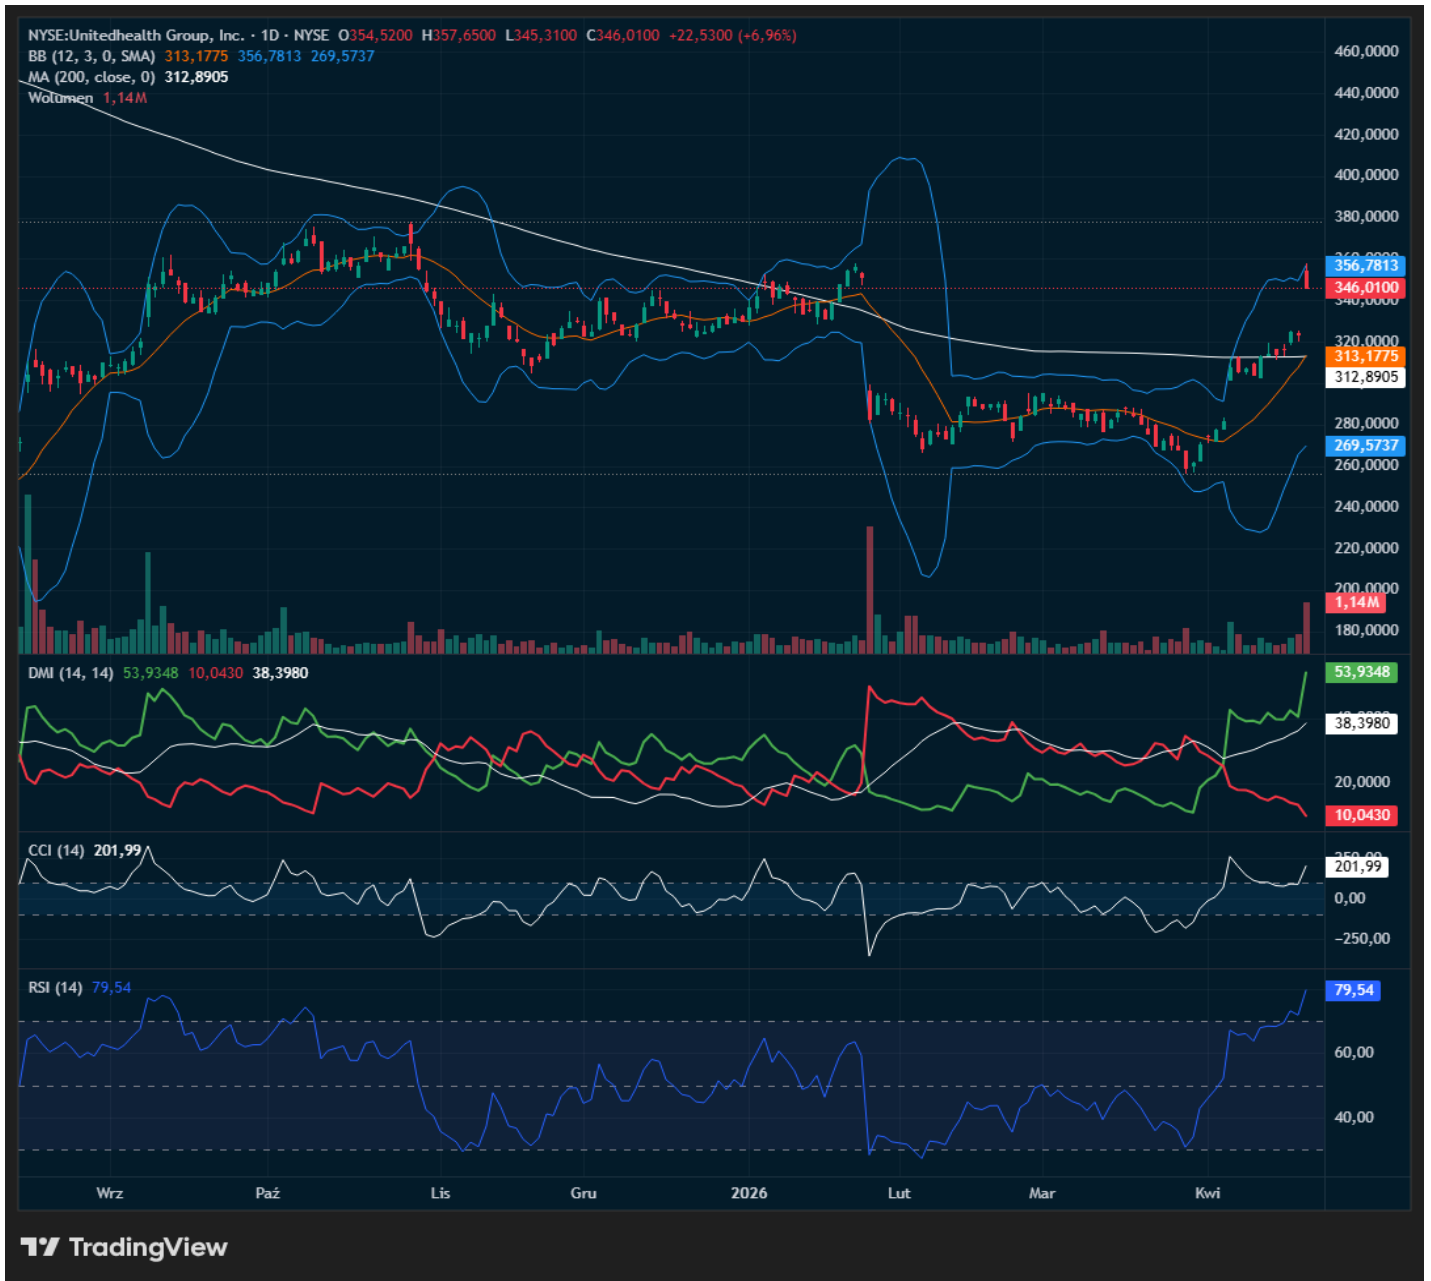 NYSE:Unitedhealth Group, Inc. · 1D · NYSE O354,5200 H357,6500 L345,3100 C346,0100 +22,5300 (+6,96%)
BB (12, 3, 0, SMA) 313,1775 356,7813 269,5737
MA (200, close, 0) 312,8905
Wolumen 1,14M
460,0000
440,0000
420,0000
400,0000
380,0000
356,7813
346,0100
340,0000
320,0000
313,1775
312,8905
280,0000
269,5737
260,0000
240,0000
220,0000
200,0000
1,14M
180,0000
DMI (14, 14) 53,9348 10,0430 38,3980
53,9348
38,3980
20,0000
10,0430
CCI (14) 201,99
201,99
0,00
−250,00
RSI (14) 79,54
79,54
60,00
40,00
Wrz Paź Lis Gru 2026 Lut Mar Kwi
TradingView